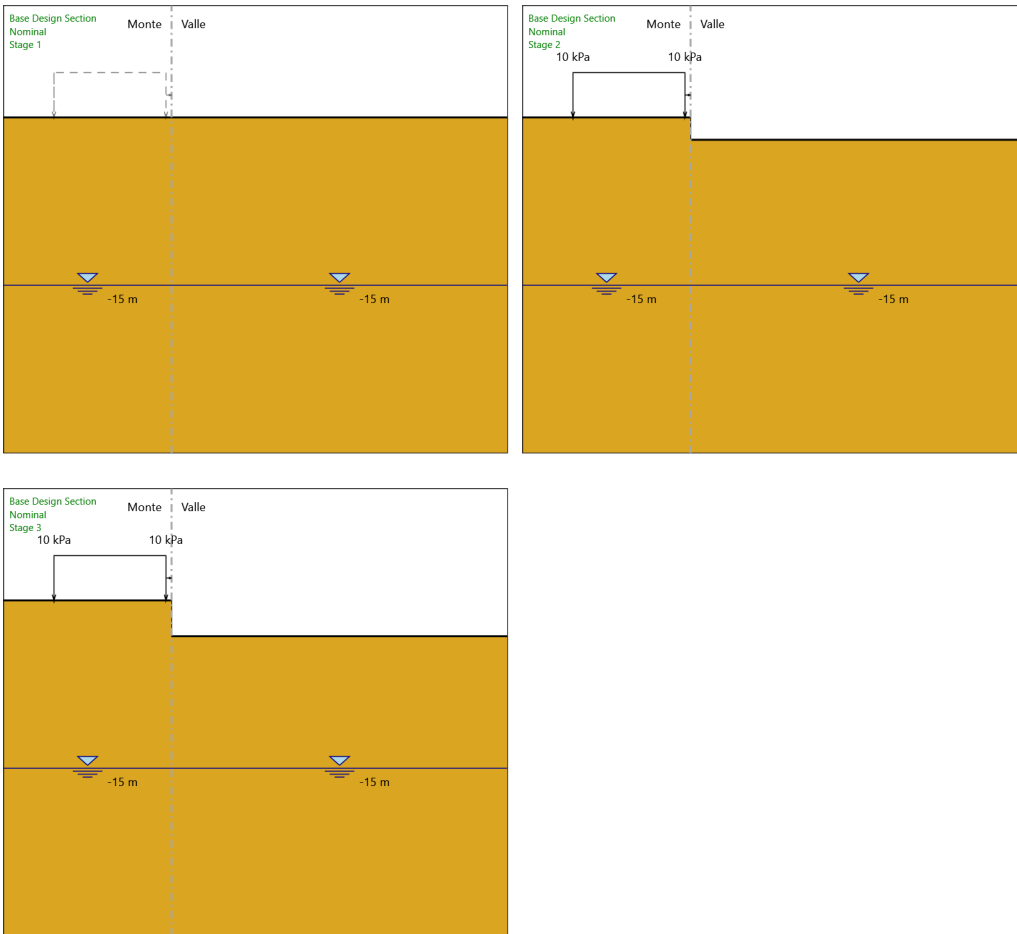 Base Design Section
Nominal
Stage 1
Monte
Valle
-15 m
-15 m
Base Design Section
Nominal
Stage 2
Monte
Valle
10 kPa
10 kPa
-15 m
-15 m
Base Design Section
Nominal
Stage 3
Monte
Valle
10 kPa
10 kPa
-15 m
-15 m